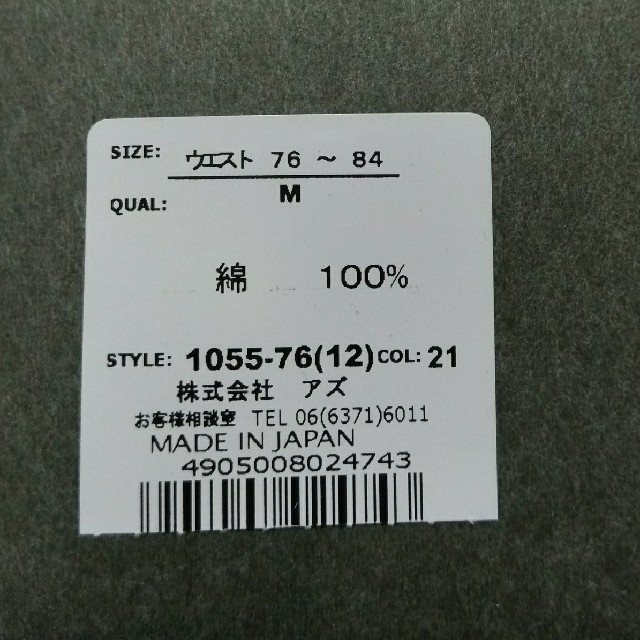 SIZE: ウエスト 76 ～ 84
M
QUAL:
綿 100%
STYLE: 1055-76(12) COL: 21
株式会社 アズ
お客様相談室 TEL 06(6371)6011
MADE IN JAPAN
4905008024743